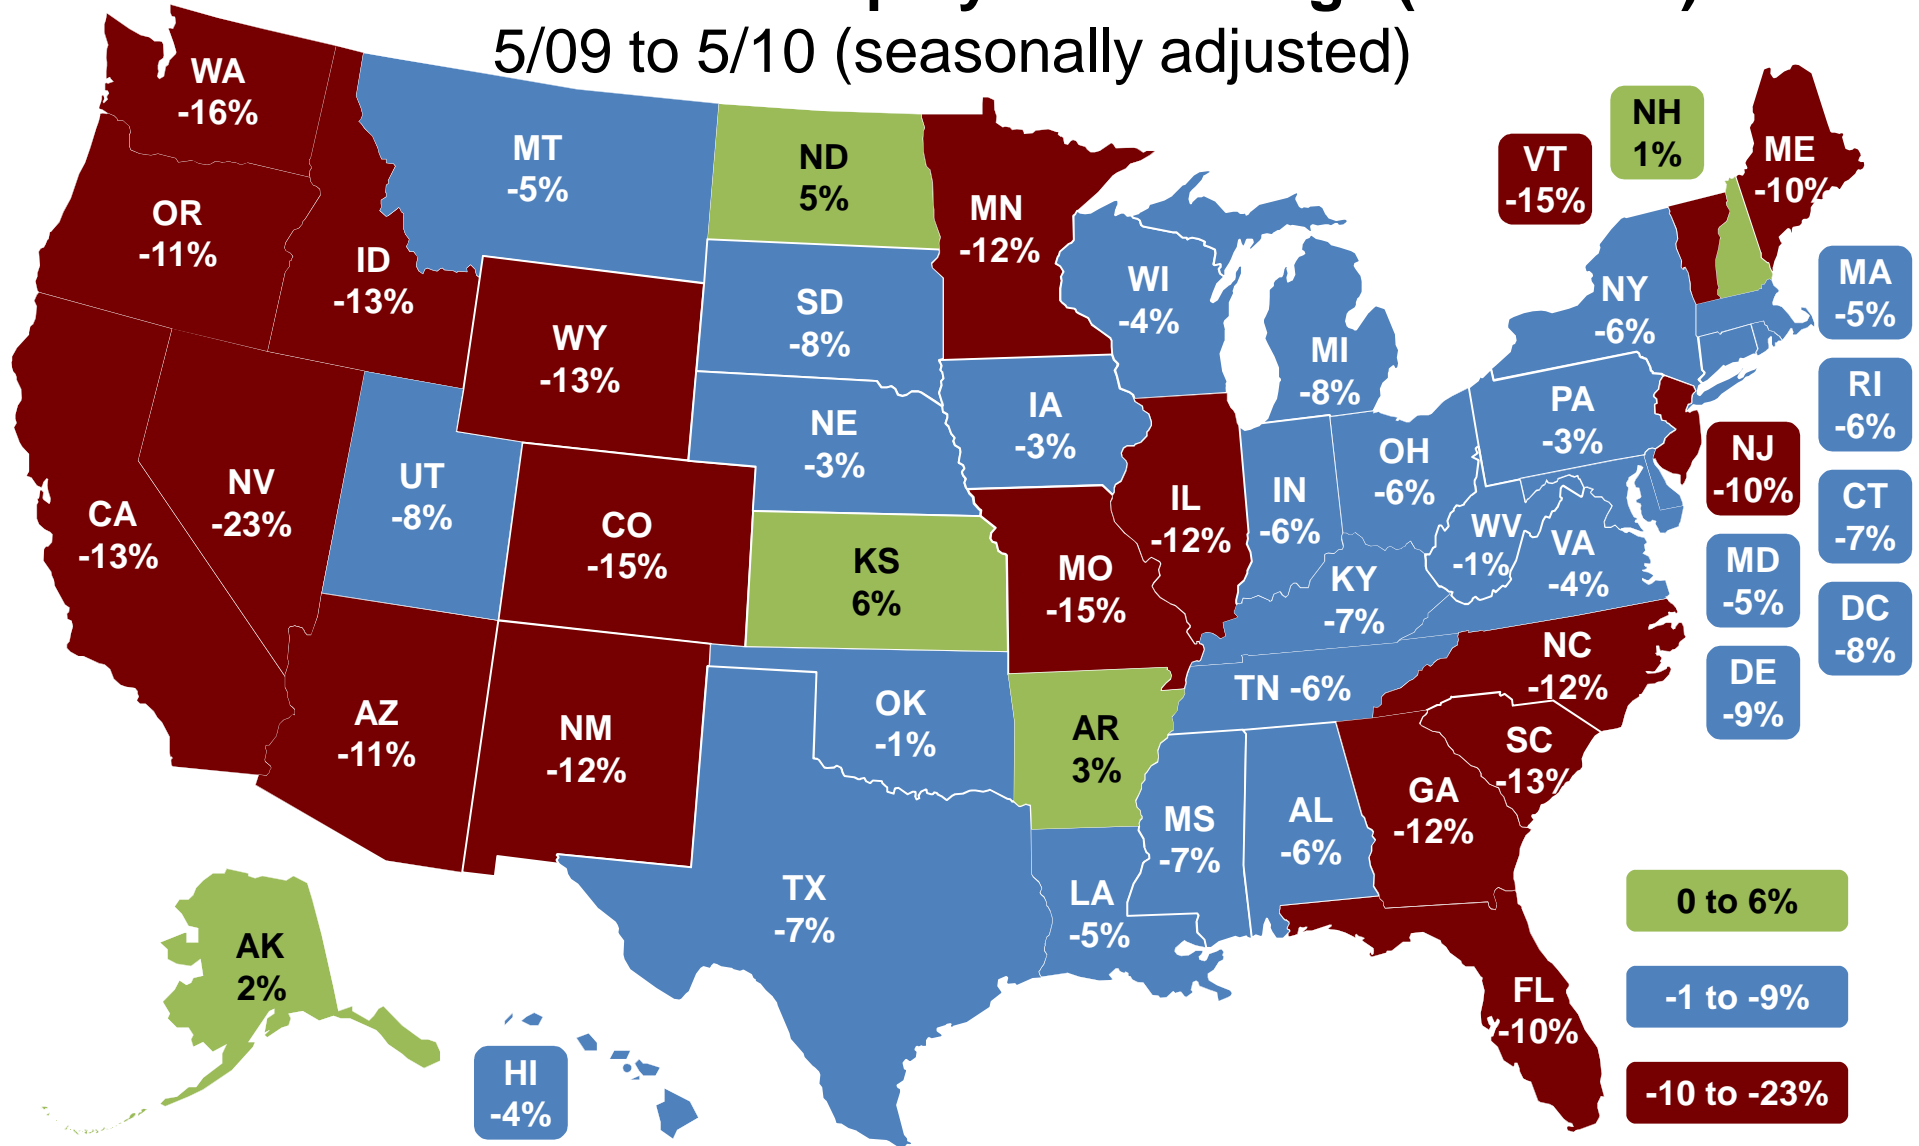 5/09 to 5/10 (seasonally adjusted)
WA
-16%
OR
-11%
ID
-13%
MT
-5%
ND
5%
MN
-12%
VT
-15%
NH
1%
ME
-10%
SD
-8%
WY
-13%
WI
-4%
MI
-8%
NY
-6%
MA
-5%
RI
-6%
CT
-7%
NJ
-10%
MD
-5%
DC
-8%
DE
-9%
NE
-3%
IA
-3%
PA
-3%
OH
-6%
IN
-6%
IL
-12%
WV
-1%
VA
-4%
CA
-13%
NV
-23%
UT
-8%
CO
-15%
KS
6%
MO
-15%
KY
-7%
NC
-12%
TN -6%
SC
-13%
GA
-12%
AZ
-11%
NM
-12%
OK
-1%
AR
3%
MS
-7%
AL
-6%
TX
-7%
LA
-5%
FL
-10%
AK
2%
HI
-4%
0 to 6%
-1 to -9%
-10 to -23%